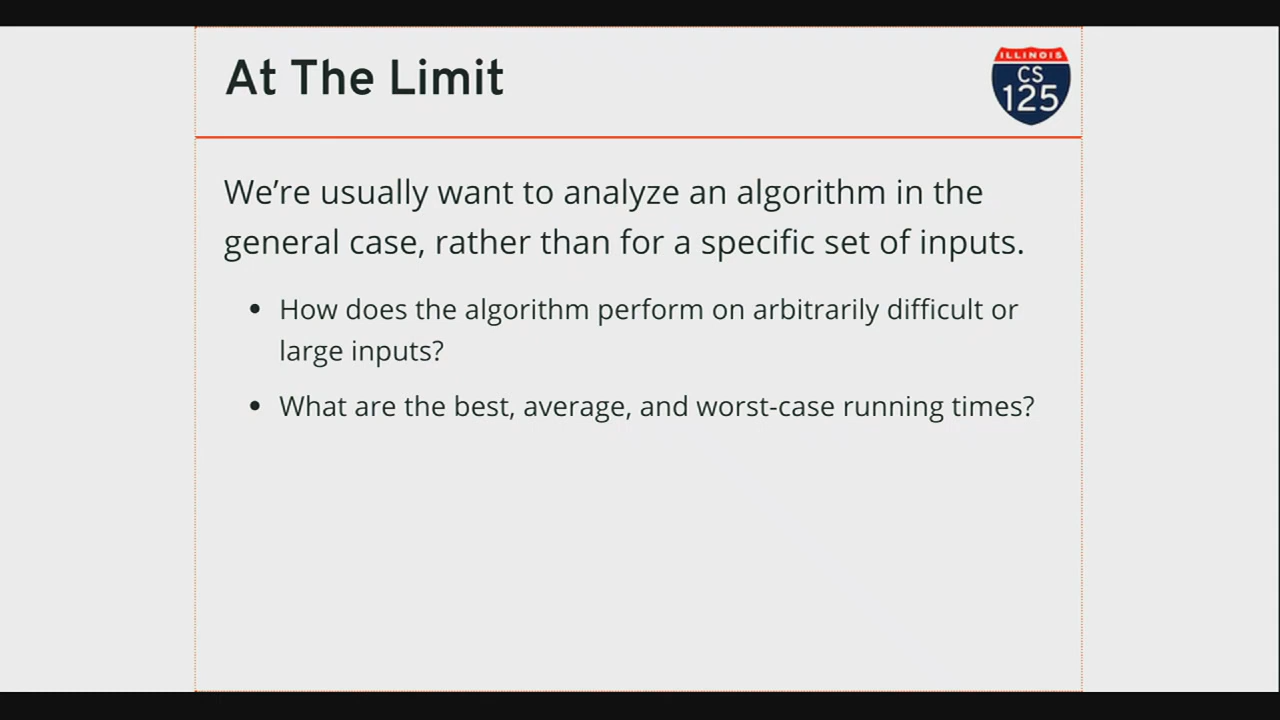 At The Limit
ILLINOIS
CS
125
We're usually want to analyze an algorithm in the
general case, rather than for a specific set of inputs.
• How does the algorithm perform on arbitrarily difficult or
large inputs?
• What are the best, average, and worst-case running times?